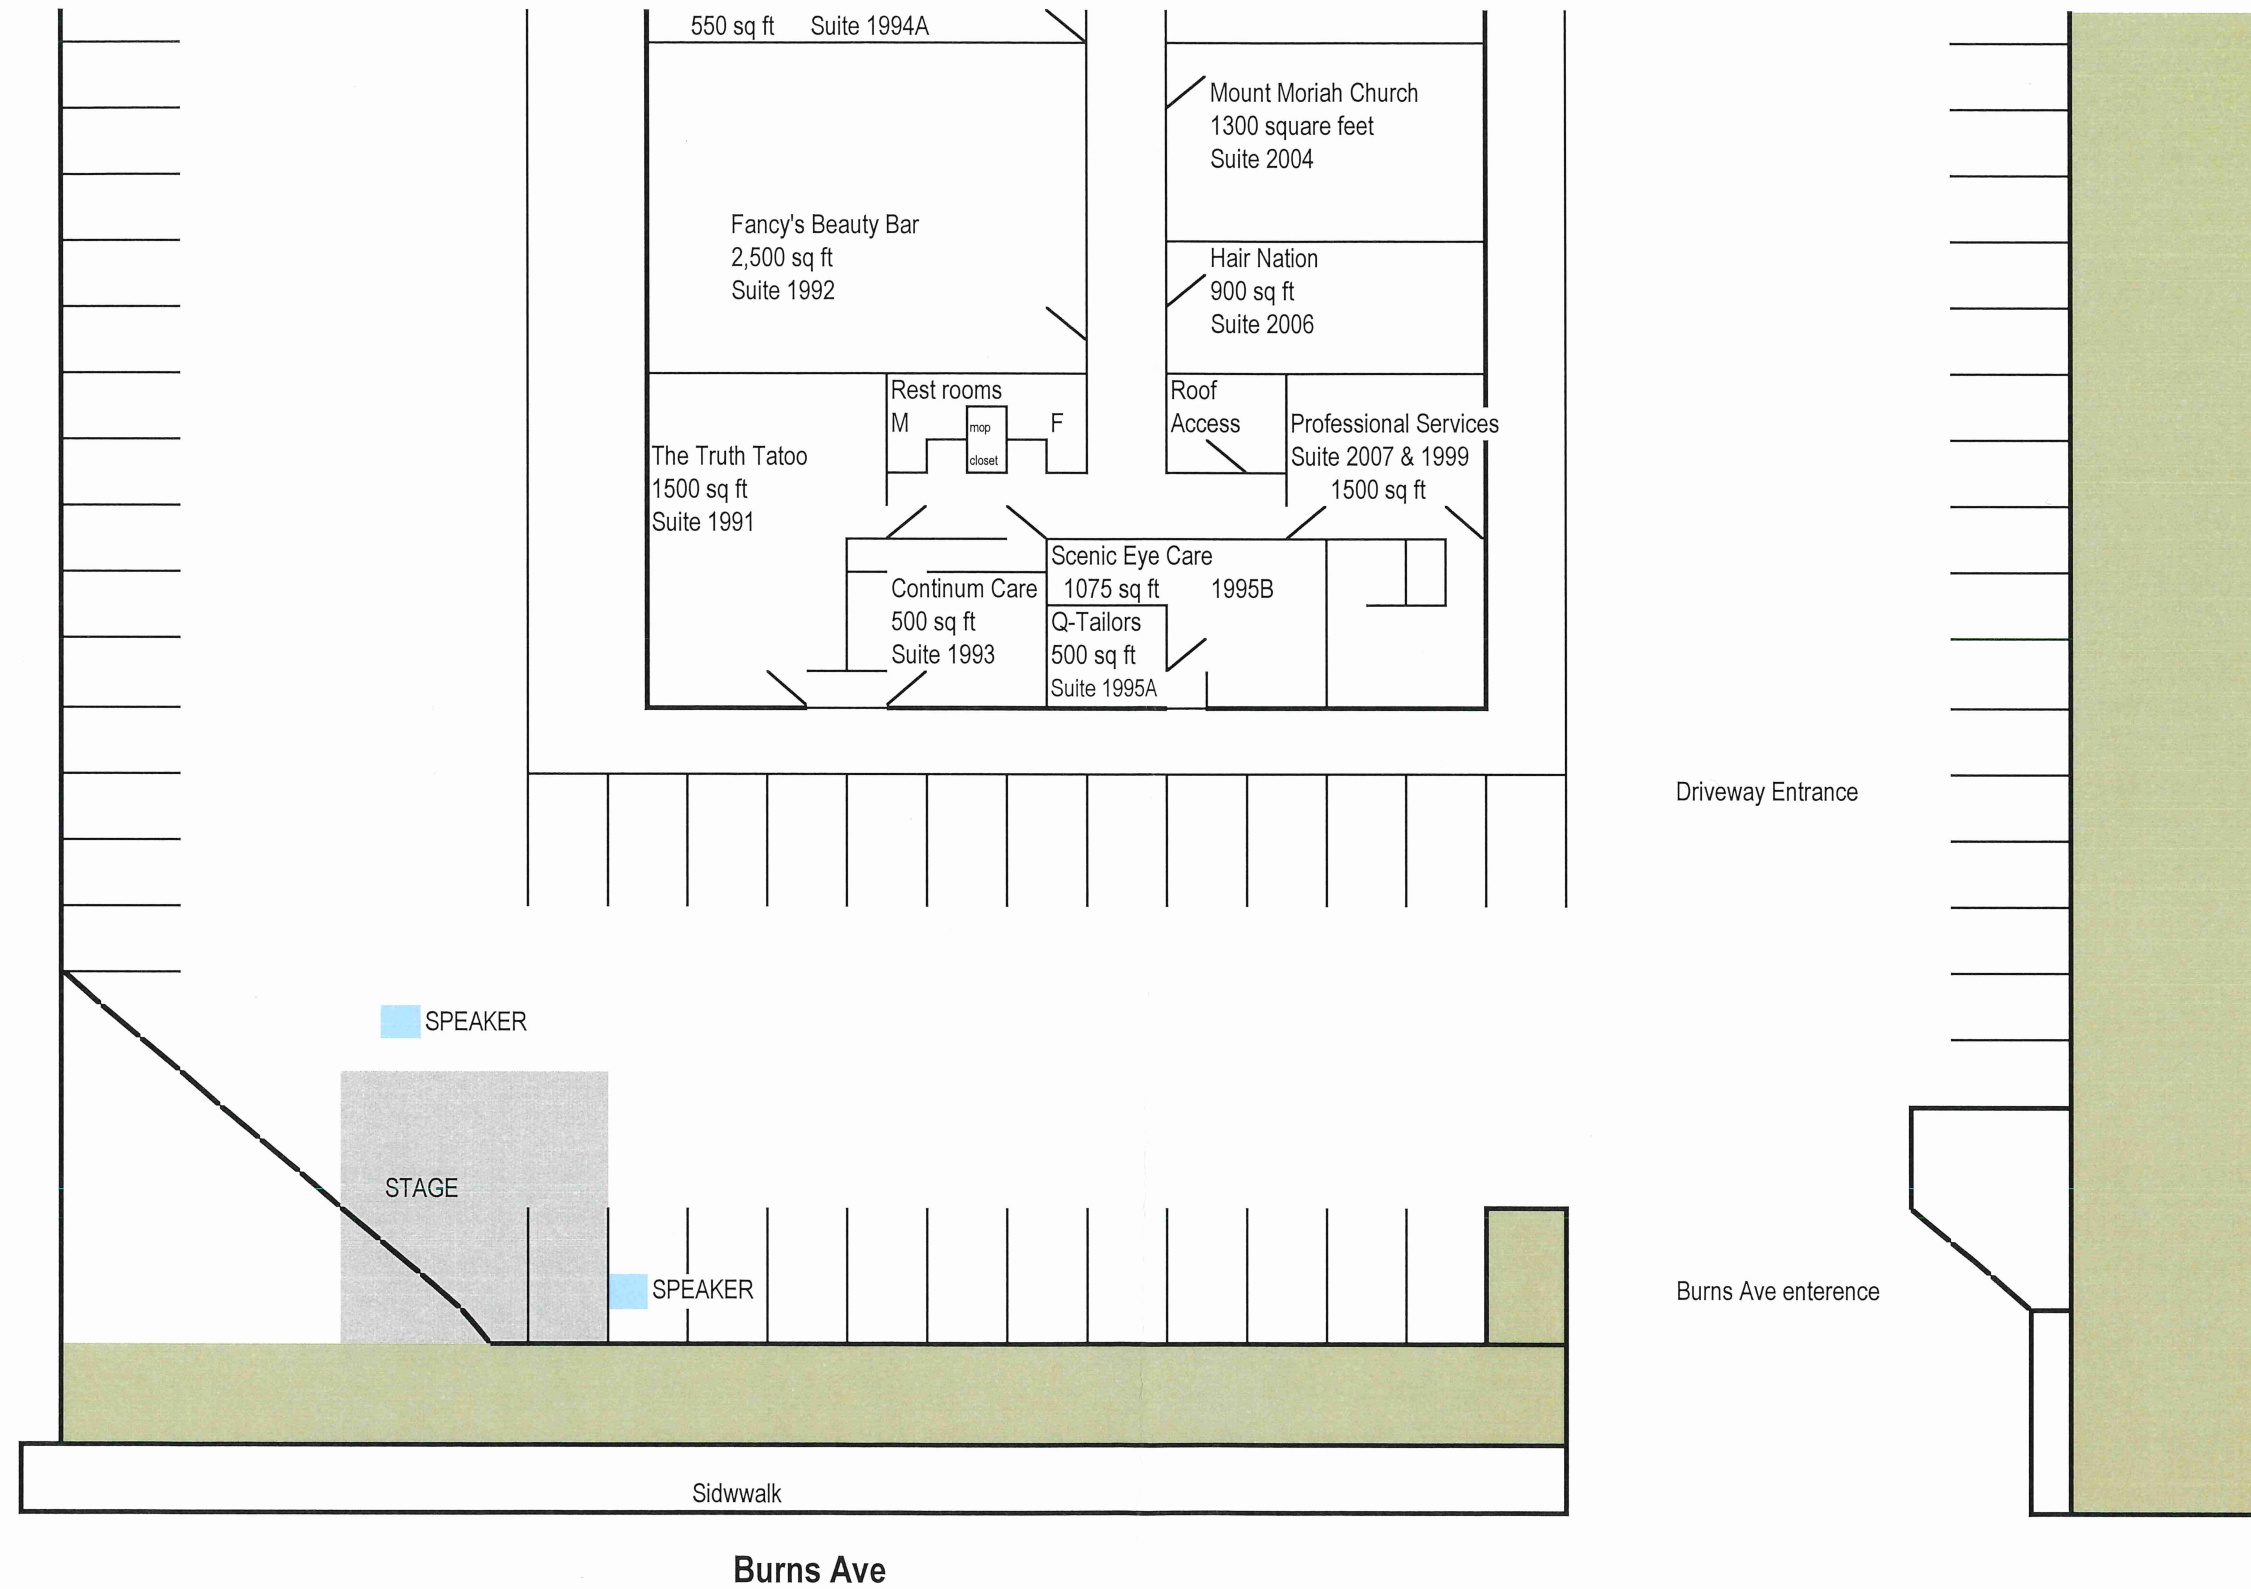 550 sq ft Suite 1994A
Mount Moriah Church
1300 square feet
Suite 2004
Fancy's Beauty Bar
2,500 sq ft
Suite 1992
Hair Nation
900 sq ft
Suite 2006
Rest rooms
M
F
mop
closet
Roof
Access
Professional Services
Suite 2007 & 1999
1500 sq ft
The Truth Tatoo
1500 sq ft
Suite 1991
Scenic Eye Care
1075 sq ft 1995B
Continum Care
500 sq ft
Suite 1993
Q-Tailors
500 sq ft
Suite 1995A
Driveway Entrance
SPEAKER
STAGE
SPEAKER
Burns Ave enterence
Sidwwalk
Burns Ave